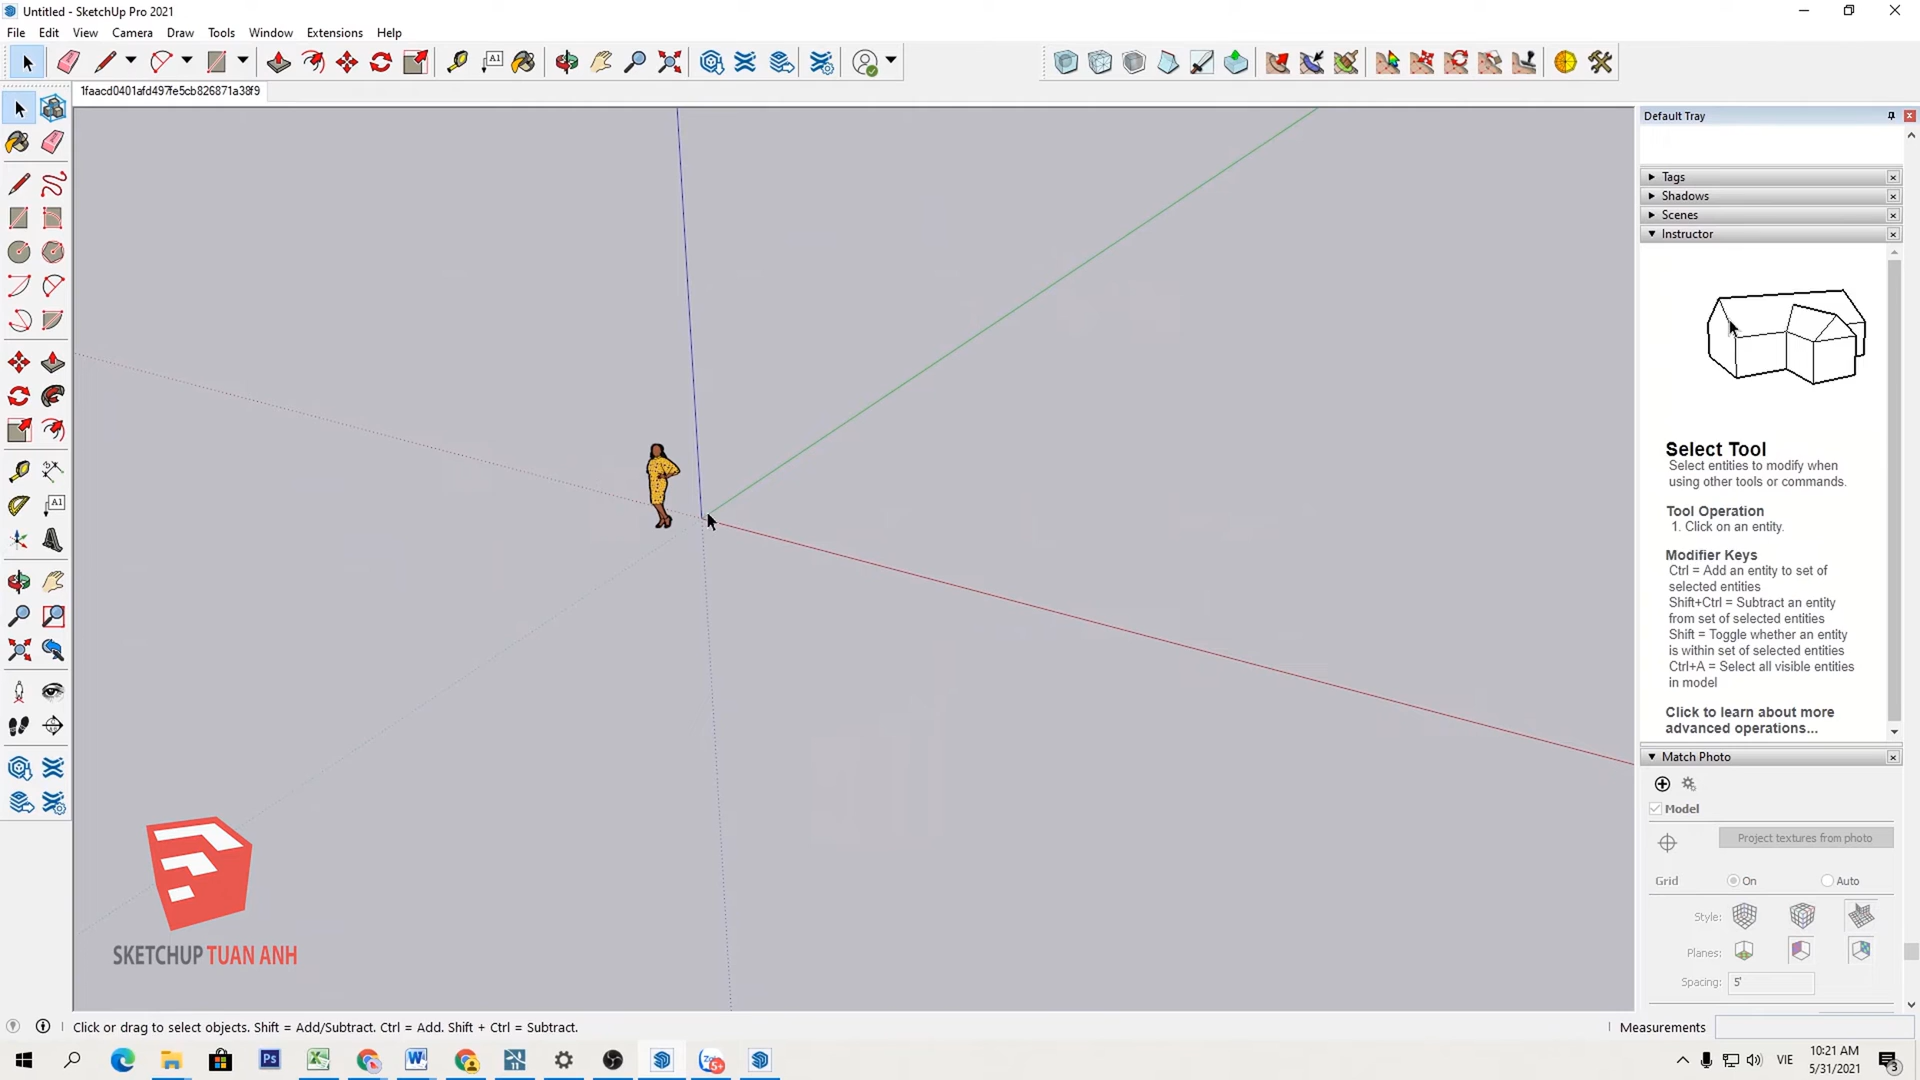 Untitled - SketchUp Pro 2021
File Edit View Camera Draw Tools Window Extensions Help
1faacd0401afd497fe5cb826871a38f9
Default Tray
Tags
Shadows
Scenes
Instructor
Select Tool
Select entities to modify when
using other tools or commands.
Tool Operation
1. Click on an entity.
Modifier Keys
Ctrl = Add an entity to set of
selected entities
Shift+Ctrl = Subtract an entity
from set of selected entities
Shift = Toggle whether an entity
is within set of selected entities
Ctrl+A = Select all visible entities
in model
Click to learn about more
advanced operations...
Match Photo
Model
Project textures from photo
Grid On Auto
Style:
Planes:
Spacing: 5'
SKETCHUP TUAN ANH
Click or drag to select objects. Shift = Add/Subtract. Ctrl = Add. Shift + Ctrl = Subtract.
Measurements
VIE
10:21 AM
5/31/2021